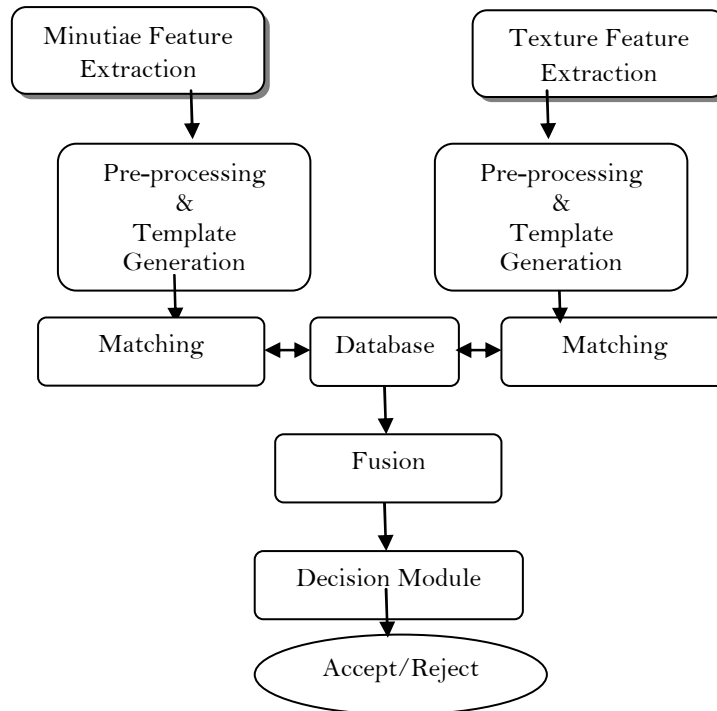 Minutiae Feature
Extraction
Texture Feature
Extraction
Pre-processing
&
Template
Generation
Pre-processing
&
Template
Generation
Matching
Database
Matching
Fusion
Decision Module
Accept/Reject